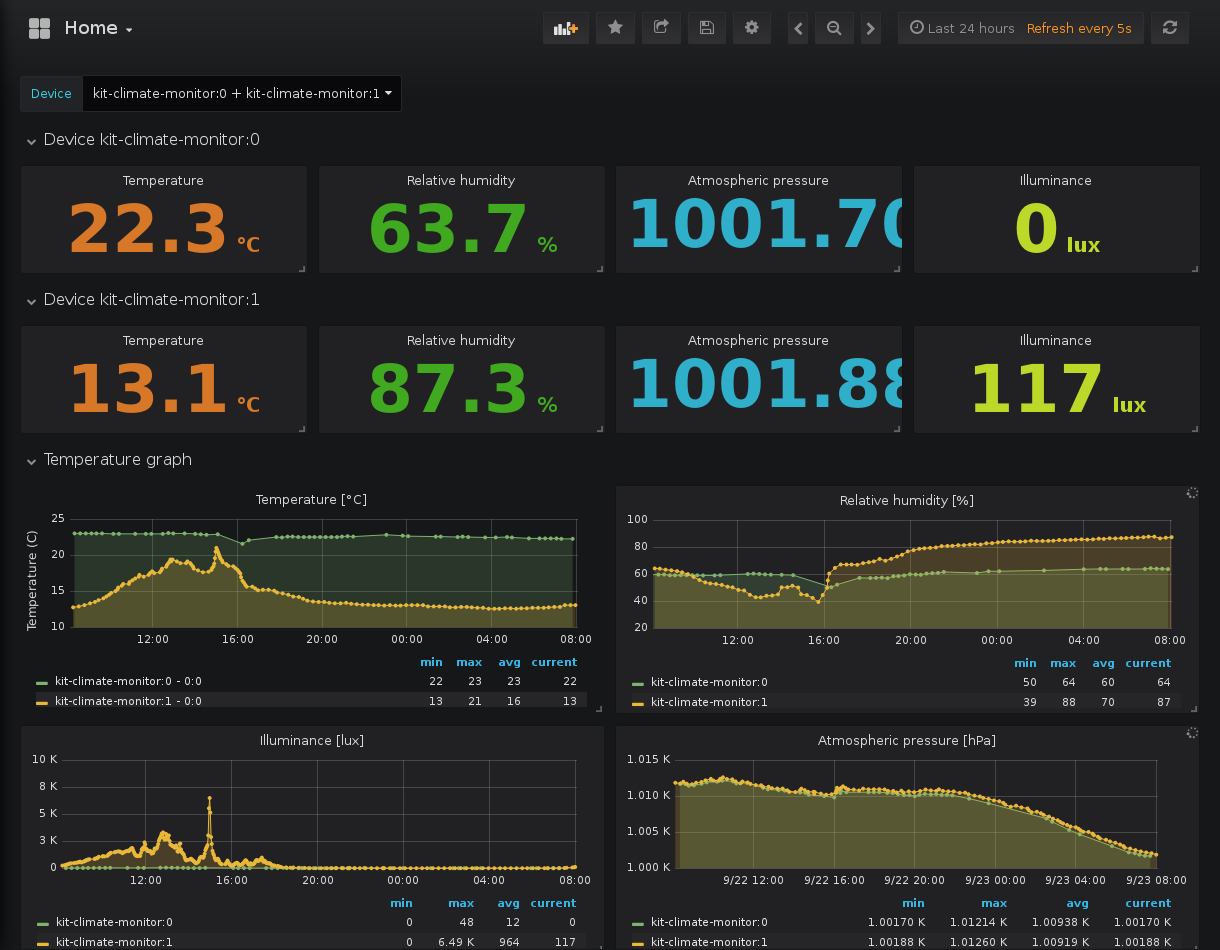 Home
Last 24 hours Refresh every 5s
Device kit-climate-monitor:0 + kit-climate-monitor:1
Device kit-climate-monitor:0
Temperature Relative humidity Atmospheric pressure Illuminance
22.3 °C 63.7 % 1001.70 0 lux
Device kit-climate-monitor:1
Temperature Relative humidity Atmospheric pressure Illuminance
13.1 °C 87.3 % 1001.88 117 lux
Temperature graph
Temperature [°C]
Temperature (C)
25
20
15
10
12:00 16:00 20:00 00:00 04:00 08:00
min max avg current
kit-climate-monitor:0 - 0:0 22 23 23 22
kit-climate-monitor:1 - 0:0 13 21 16 13
Relative humidity [%]
100
80
60
40
20
12:00 16:00 20:00 00:00 04:00 08:00
min max avg current
kit-climate-monitor:0 50 64 60 64
kit-climate-monitor:1 39 88 70 87
Illuminance [lux]
10 K
8 K
5 K
3 K
0
12:00 16:00 20:00 00:00 04:00 08:00
min max avg current
kit-climate-monitor:0 0 48 12 0
kit-climate-monitor:1 0 6.49 K 964 117
Atmospheric pressure [hPa]
1.015 K
1.010 K
1.005 K
1.000 K
9/22 12:00 9/22 16:00 9/22 20:00 9/23 00:00 9/23 04:00 9/23 08:00
min max avg current
kit-climate-monitor:0 1.00170 K 1.01214 K 1.00938 K 1.00170 K
kit-climate-monitor:1 1.00188 K 1.01260 K 1.00919 K 1.00188 K